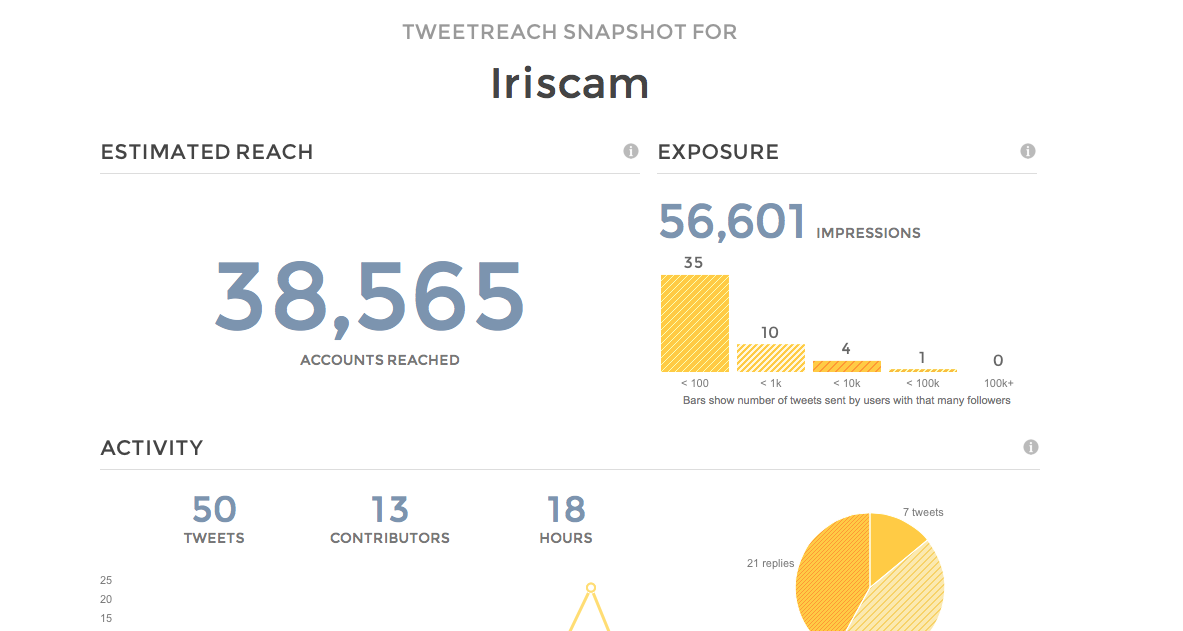 TWEETREACH SNAPSHOT FOR
Iriscam
ESTIMATED REACH
38,565
ACCOUNTS REACHED
EXPOSURE
56,601 IMPRESSIONS
35 10 4 1 0
< 100 < 1k < 10k < 100k 100k+
Bars show number of tweets sent by users with that many followers
ACTIVITY
50 13 18
TWEETS CONTRIBUTORS HOURS
7 tweets
21 replies
25
20
15